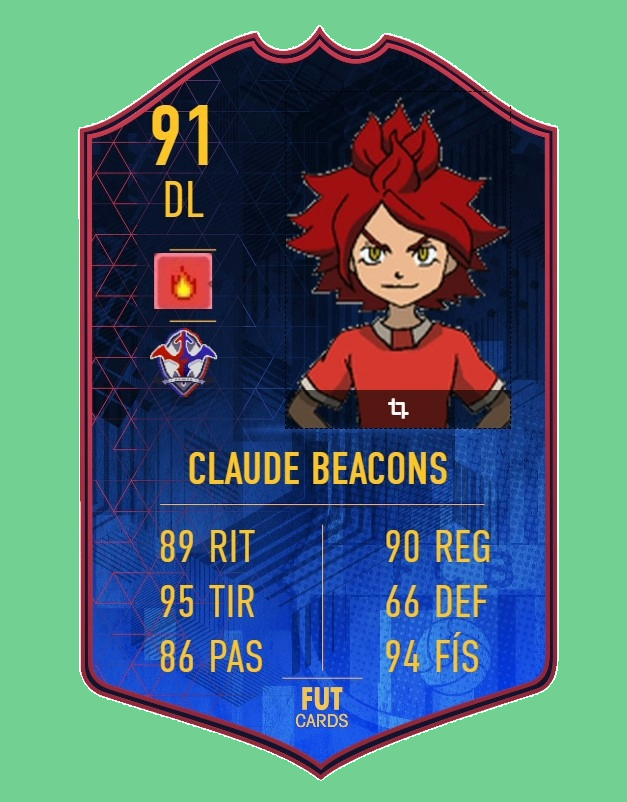 91
DL
CLAUDE BEACONS
89 RIT
95 TIR
86 PAS
90 REG
66 DEF
94 FÍS
FUT
CARDS